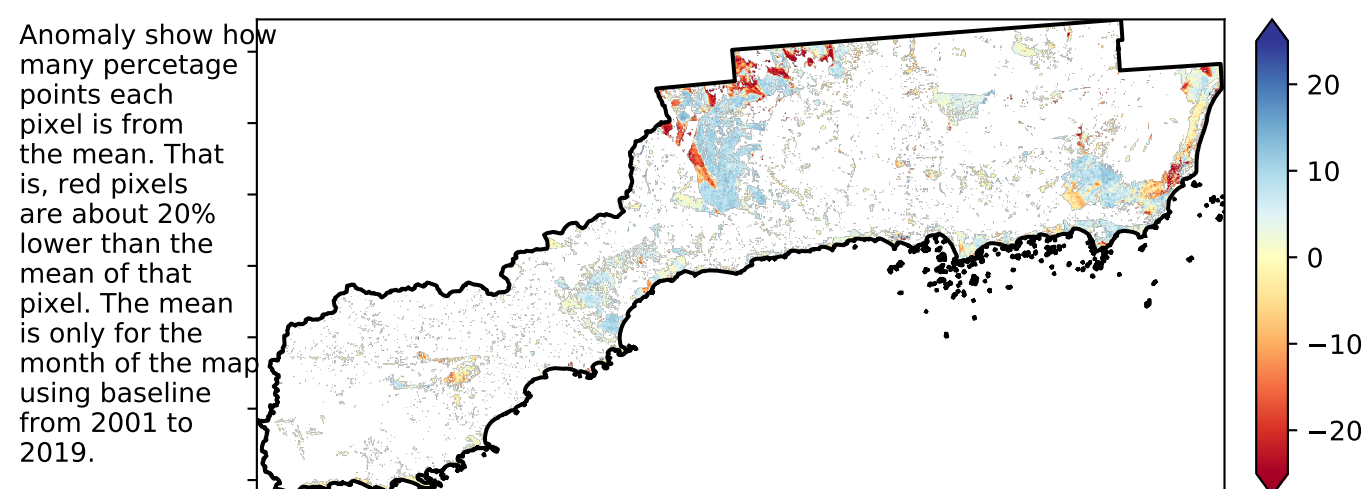 Anomaly show how
many percetage
points each
pixel is from
the mean. That
is, red pixels
are about 20%
lower than the
mean of that
pixel. The mean
is only for the
month of the map
using baseline
from 2001 to
2019.
20
10
0
−10
−20